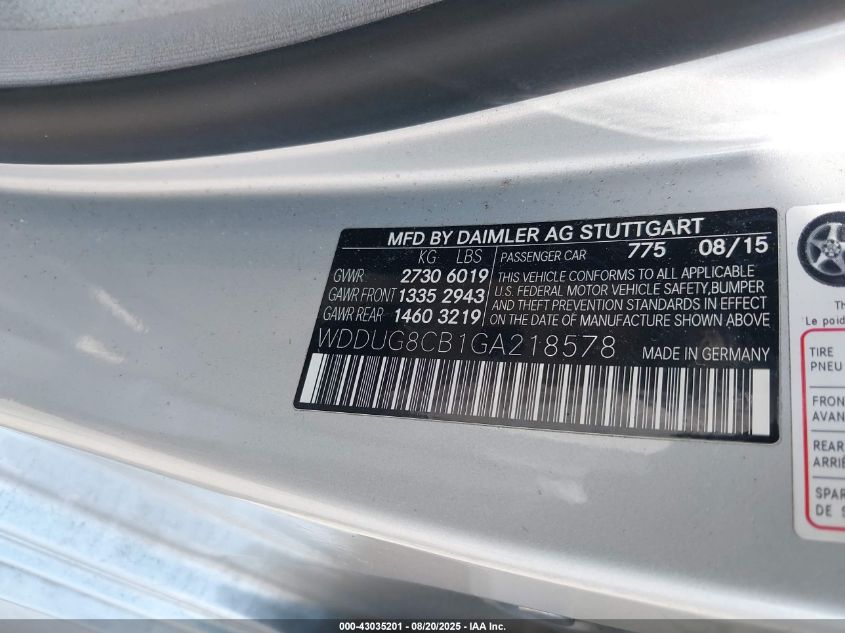 MFD BY DAIMLER AG STUTTGART
KG LBS PASSENGER CAR 775 08/15
GVWR 2730 6019
GAWR FRONT 1335 2943
GAWR REAR 1460 3219
THIS VEHICLE CONFORMS TO ALL APPLICABLE
U.S. FEDERAL MOTOR VEHICLE SAFETY,BUMPER
AND THEFT PREVENTION STANDARDS IN EFFECT
ON THE DATE OF MANUFACTURE SHOWN ABOVE
WDDUG8CB1GA218578 MADE IN GERMANY
Th
Le poid
TIRE
PNEU
FRON
AVAN
REAR
ARRIÈ
SPAR
DE S
000-43035201 - 08/20/2025 - IAA Inc.